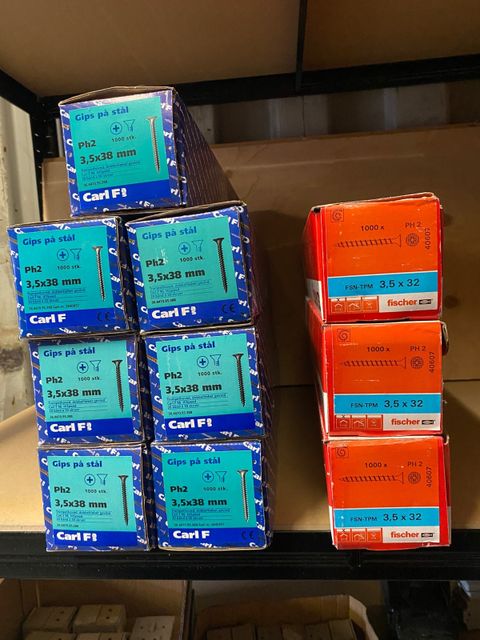 Gips på stål
Ph2
1000 stk.
3,5x38 mm
Carl F
Gips på stål
Ph2
1000 stk.
3,5x38 mm
Carl F
Gips på stål
Ph2
1000 stk.
3,5x38 mm
Carl F
Gips på stål
Ph2
1000 stk.
3,5x38 mm
Carl F
Gips på stål
Ph2
1000 stk.
3,5x38 mm
Carl F
Gips på stål
Ph2
1000 stk.
3,5x38 mm
Carl F
Gips på stål
Ph2
1000 stk.
3,5x38 mm
Carl F
1000 x
PH 2
40607
FSN-TPM 3,5 x 32
fischer
1000 x
PH 2
40607
FSN-TPM 3,5 x 32
fischer
1000 x
PH 2
40607
FSN-TPM 3,5 x 32
fischer